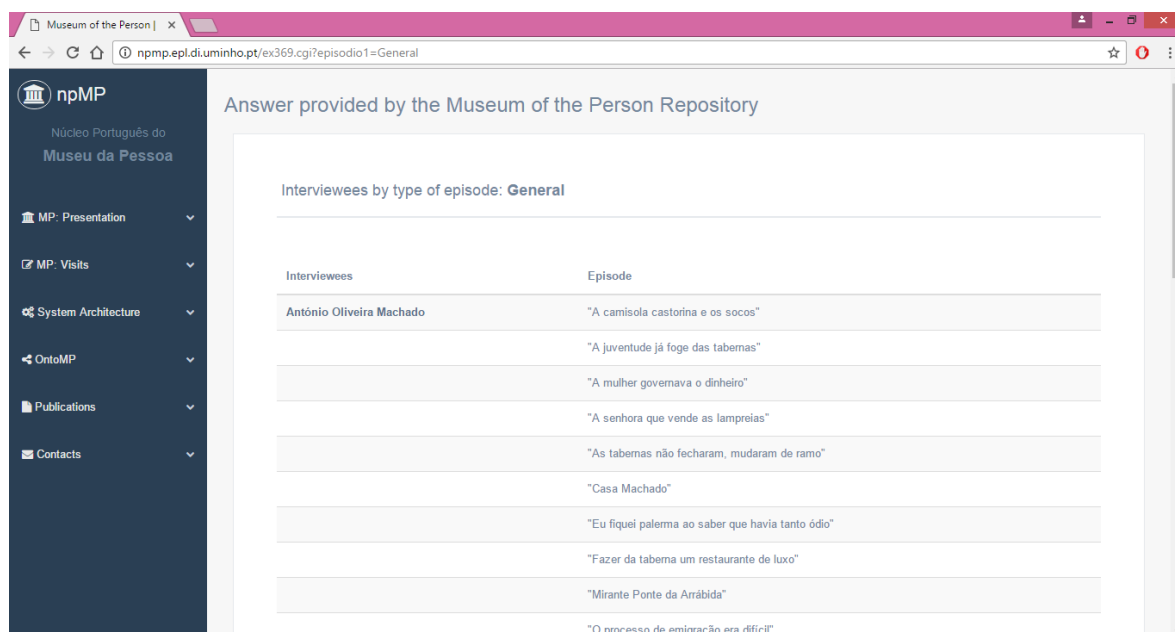 Museum of the Person |
npmp.epl.di.uminho.pt/ex369.cgi?episodio1=General
npMP
Núcleo Português do
Museu da Pessoa
MP: Presentation
MP: Visits
System Architecture
OntoMP
Publications
Contacts
Answer provided by the Museum of the Person Repository
Interviewees by type of episode: General
Interviewees Episode
António Oliveira Machado "A camisola castorina e os socos"
"A juventude já foge das tabernas"
"A mulher governava o dinheiro"
"A senhora que vende as lampreias"
"As tabernas não fecharam, mudaram de ramo"
"Casa Machado"
"Eu fiquei palerma ao saber que havia tanto ódio"
"Fazer da taberna um restaurante de luxo"
"Mirante Ponte da Arrábida"
"O processo de emigração era difícil"